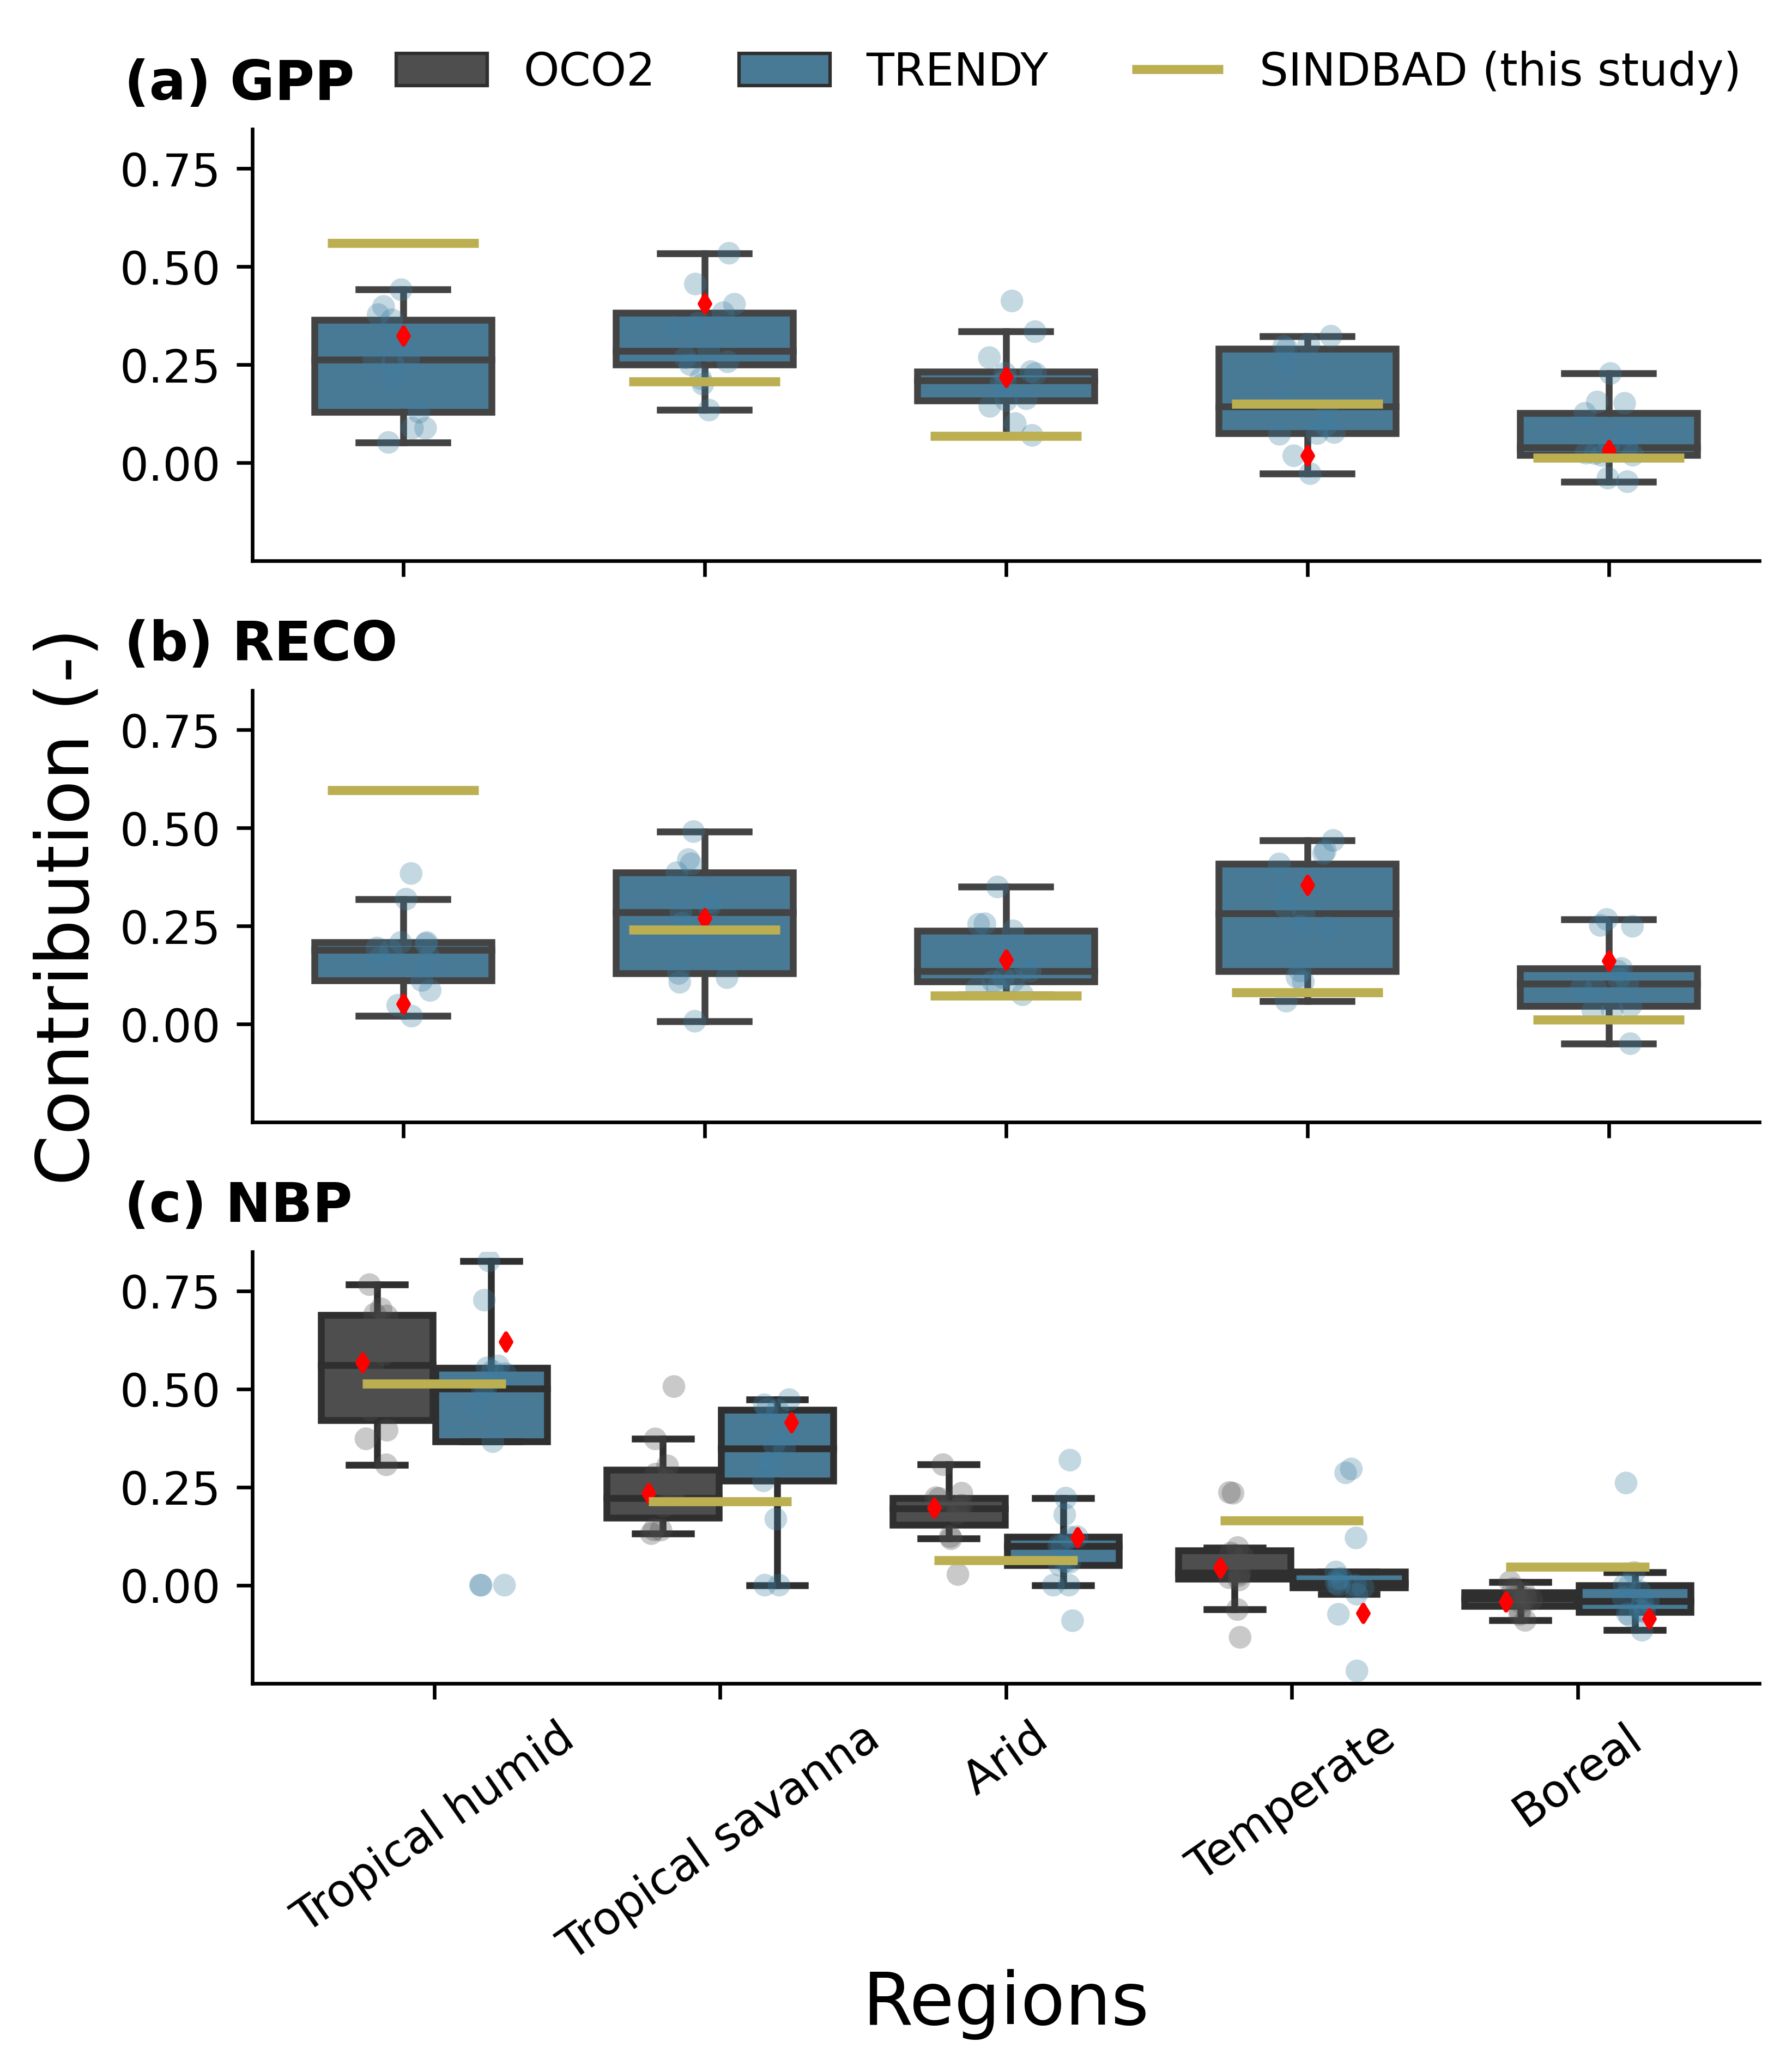 (a) GPP OCO2 TRENDY SINDBAD (this study)
0.75
0.50
0.25
0.00
(b) RECO
0.75
0.50
0.25
0.00
Contribution (-)
(c) NBP
0.75
0.50
0.25
0.00
Tropical humid Tropical savanna Arid Temperate Boreal
Regions